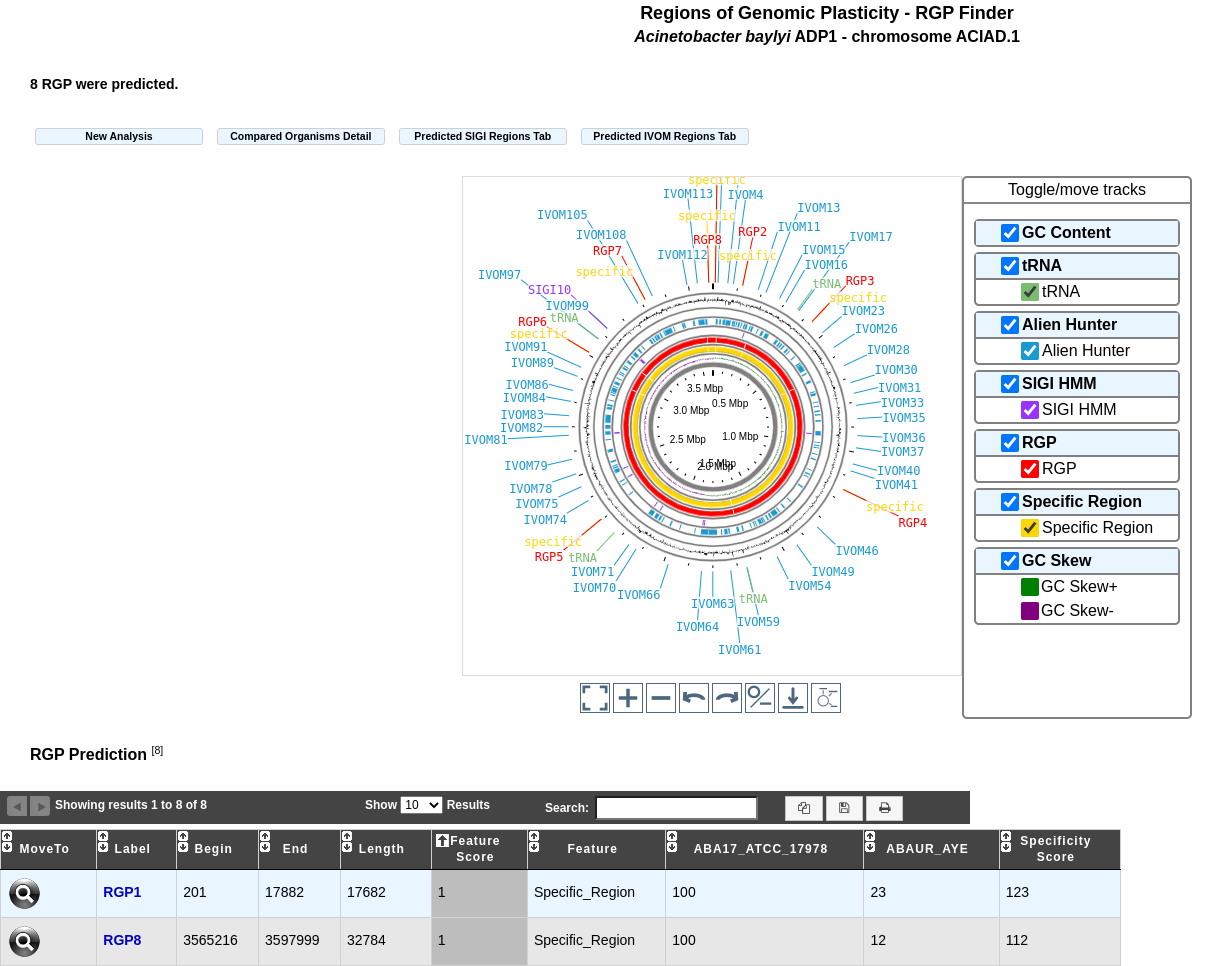 Regions of Genomic Plasticity - RGP Finder
Acinetobacter baylyi ADP1 - chromosome ACIAD.1
8 RGP were predicted.
New Analysis
Compared Organisms Detail
Predicted SIGI Regions Tab
Predicted IVOM Regions Tab
specific
IVOM113
IVOM4
IVOM105
specific
IVOM13
IVOM108
RGP8
RGP2
IVOM11
IVOM17
RGP7
IVOM112
specific
IVOM15
IVOM16
IVOM97
specific
tRNA
RGP3
SIGI10
specific
IVOM99
IVOM23
RGP6
tRNA
specific
IVOM26
IVOM91
IVOM28
IVOM89
IVOM30
IVOM86
IVOM31
IVOM84
IVOM33
IVOM83
IVOM35
IVOM82
IVOM81
IVOM36
IVOM37
IVOM79
IVOM40
IVOM78
IVOM41
IVOM75
specific
IVOM74
RGP4
specific
RGP5
tRNA
IVOM46
IVOM71
IVOM49
IVOM70
IVOM54
IVOM66
IVOM63
tRNA
IVOM64
IVOM59
IVOM61
3.5 Mbp
0.5 Mbp
3.0 Mbp
2.5 Mbp
1.0 Mbp
1.5 Mbp
2.0 Mbp
Toggle/move tracks
GC Content
tRNA
tRNA
Alien Hunter
Alien Hunter
SIGI HMM
SIGI HMM
RGP
RGP
Specific Region
Specific Region
GC Skew
GC Skew+
GC Skew-
RGP Prediction [8]
Showing results 1 to 8 of 8 Show 10 Results Search:
MoveTo Label Begin End Length Feature Score Feature ABA17_ATCC_17978 ABAUR_AYE Specificity Score
RGP1 201 17882 17682 1 Specific_Region 100 23 123
RGP8 3565216 3597999 32784 1 Specific_Region 100 12 112